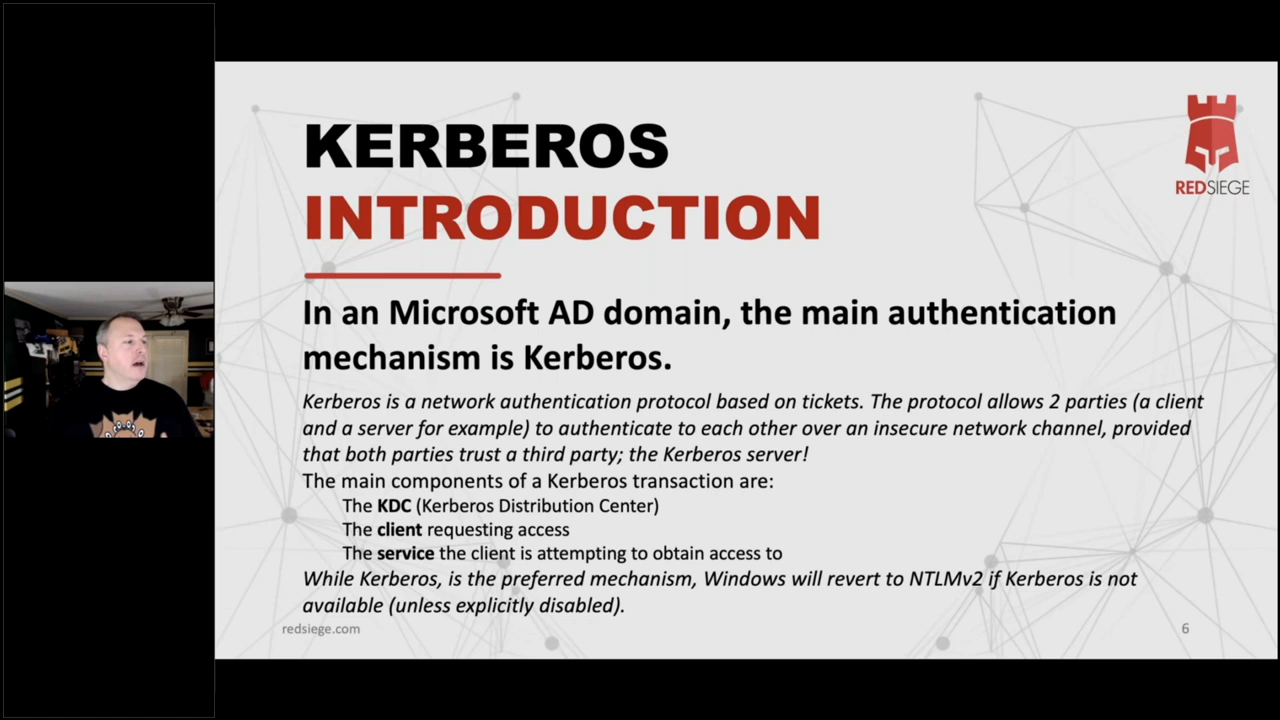 KERBEROS
INTRODUCTION
REDSIEGE
In an Microsoft AD domain, the main authentication
mechanism is Kerberos.
Kerberos is a network authentication protocol based on tickets. The protocol allows 2 parties (a client
and a server for example) to authenticate to each other over an insecure network channel, provided
that both parties trust a third party; the Kerberos server!
The main components of a Kerberos transaction are:
The KDC (Kerberos Distribution Center)
The client requesting access
The service the client is attempting to obtain access to
While Kerberos, is the preferred mechanism, Windows will revert to NTLMv2 if Kerberos is not
available (unless explicitly disabled).
redsiege.com
6